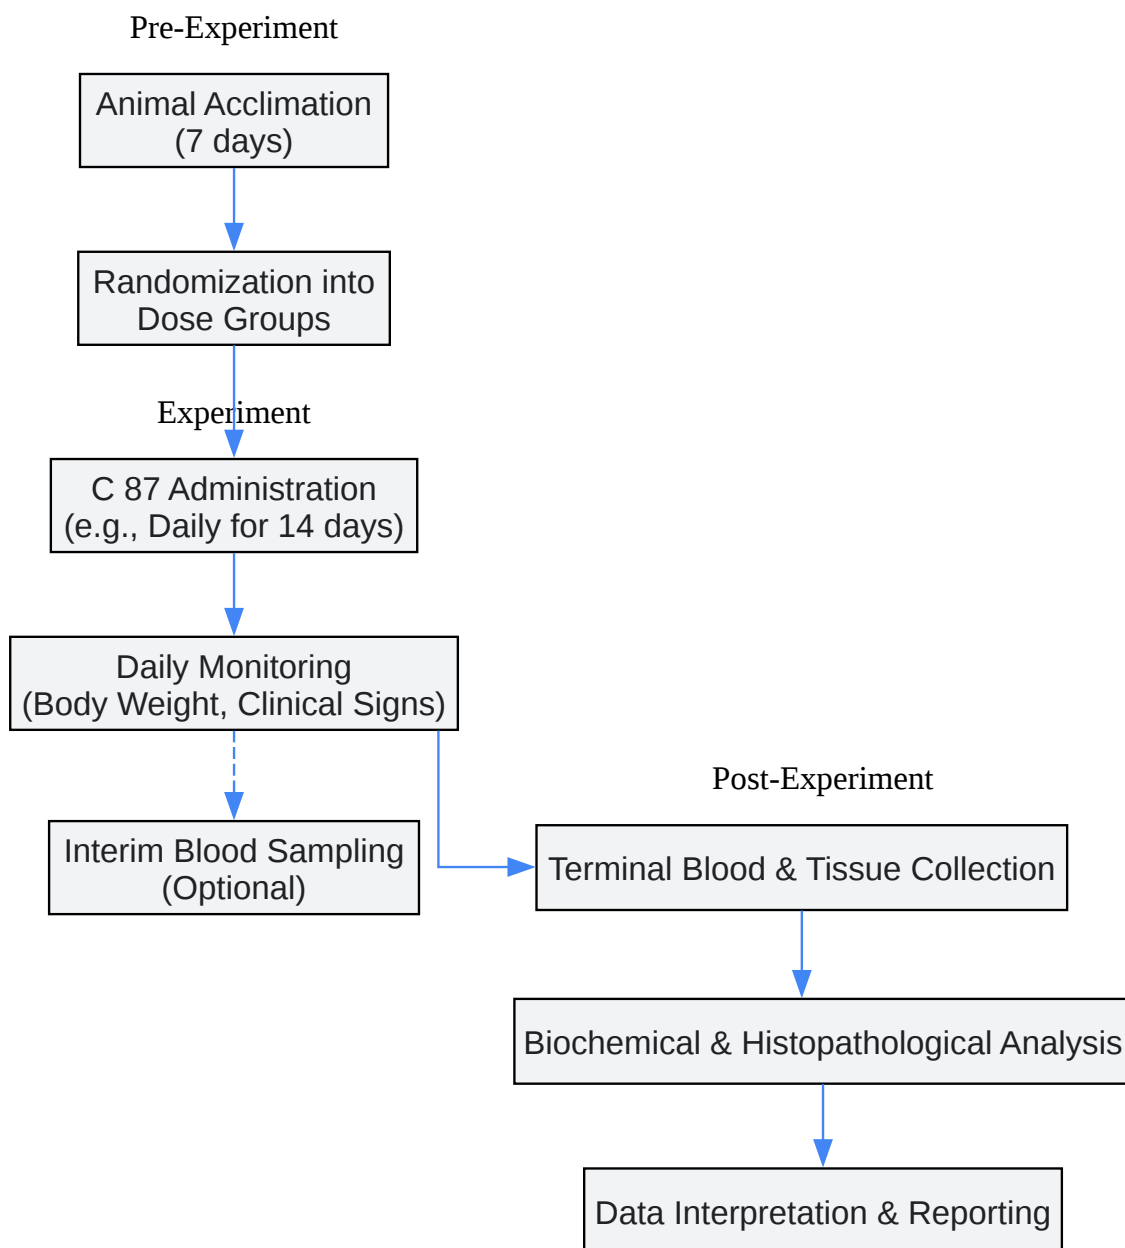 Pre-Experiment
Animal Acclimation
(7 days)
Randomization into
Dose Groups
Experiment
C 87 Administration
(e.g., Daily for 14 days)
Daily Monitoring
(Body Weight, Clinical Signs)
Interim Blood Sampling
(Optional)
Post-Experiment
Terminal Blood & Tissue Collection
Biochemical & Histopathological Analysis
Data Interpretation & Reporting